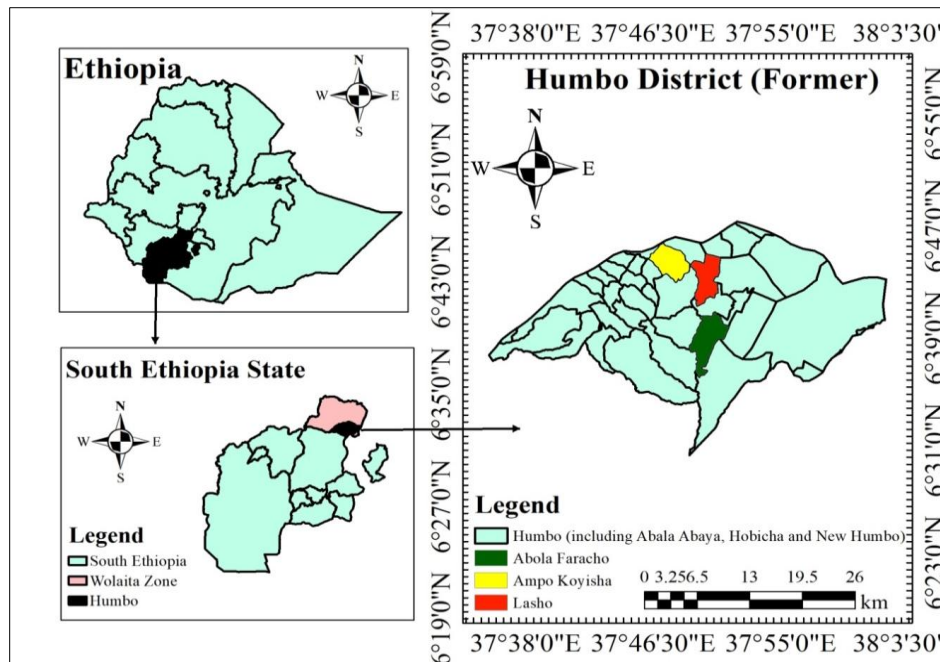 Ethiopia
N
W E
S
South Ethiopia State
N
W E
S
Legend
South Ethiopia
Wolaita Zone
Humbo
37°38'0"E 37°46'30"E 37°55'0"E 38°3'30"
6°59'0"N
6°51'0"N
6°43'0"N
6°35'0"N
6°27'0"N
6°19'0"N
Humbo District (Former)
N
W E
S
Legend
Humbo (including Abala Abaya, Hobicha and New Humbo)
Abola Faracho
Ampo Koyisha
Lasho
0 3.25 6.5 13 19.5 26
km
6°55'0"N
6°47'0"N
6°39'0"N
6°31'0"N
6°23'0"N
37°38'0"E 37°46'30"E 37°55'0"E 38°3'30"